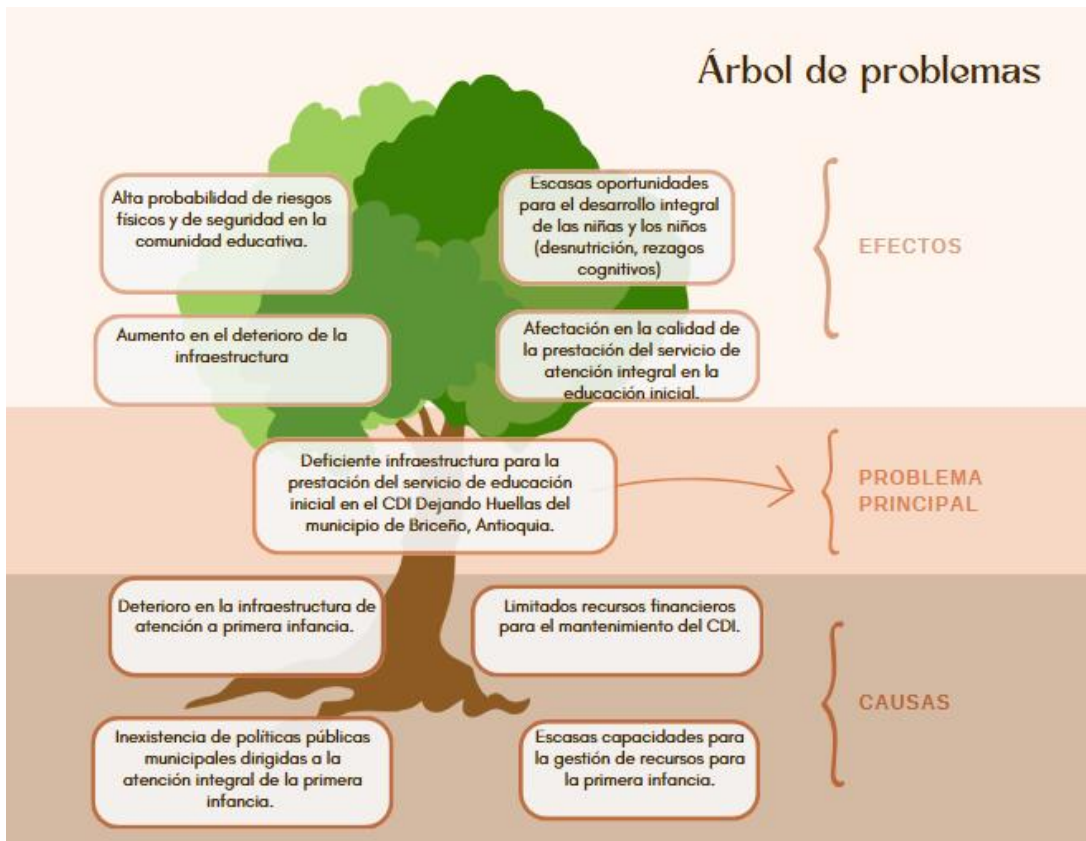 Árbol de problemas
Alta probabilidad de riesgos
físicos y de seguridad en la
comunidad educativa.
Escasas oportunidades
para el desarrollo integral
de las niñas y los niños
(desnutrición, rezagos
cognitivos)
EFECTOS
Aumento en el deterioro de la
infraestructura
Afectación en la calidad de
la prestación del servicio de
atención integral en la
educación inicial.
Deficiente infraestructura para la
prestación del servicio de educación
inicial en el CDI Dejando Huellas del
municipio de Briceño, Antioquia.
PROBLEMA
PRINCIPAL
Deterioro en la infraestructura de
atención a primera infancia.
Limitados recursos financieros
para el mantenimiento del CDI.
CAUSAS
Inexistencia de políticas públicas
municipales dirigidas a la
atención integral de la primera
infancia.
Escasas capacidades para
la gestión de recursos para
la primera infancia.